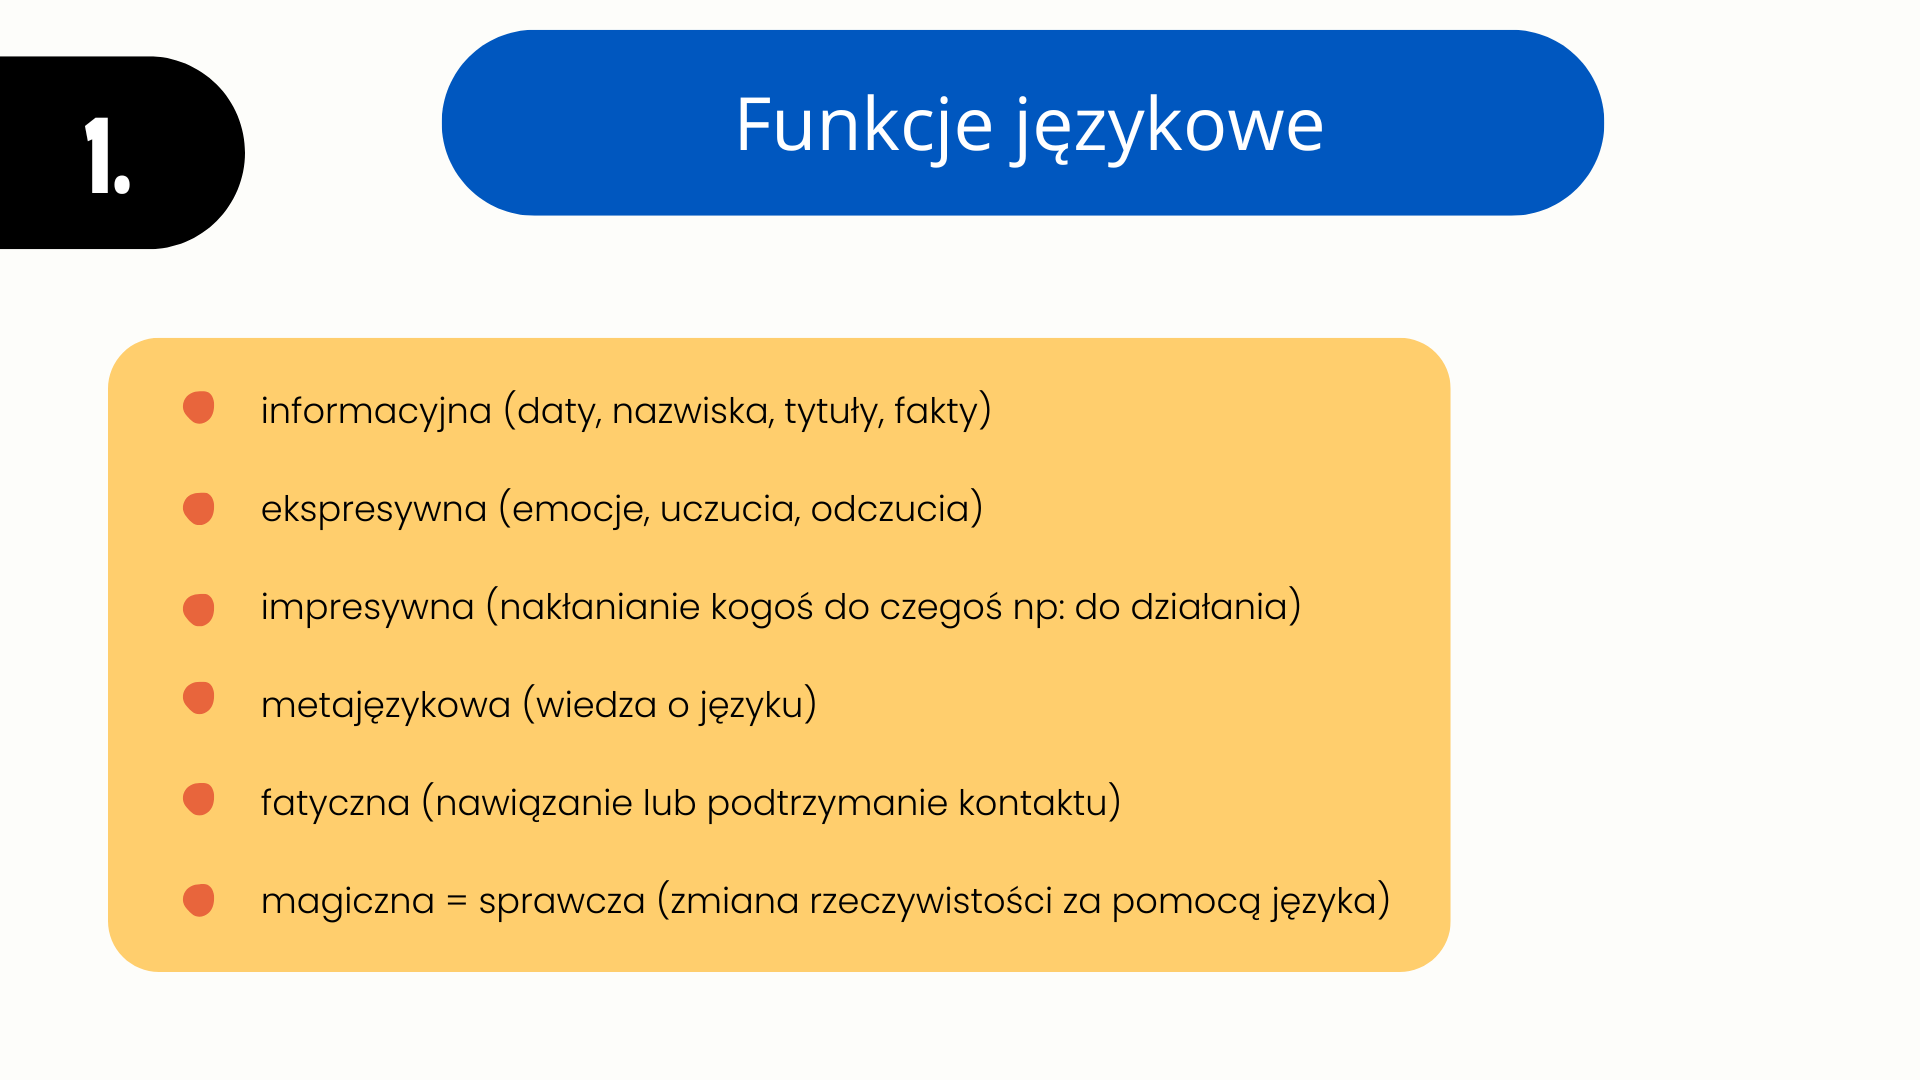 1.
Funkcje językowe
informacyjna (daty, nazwiska, tytuły, fakty)
ekspresywna (emocje, uczucia, odczucia)
impresywna (nakłanianie kogoś do czegoś np: do działania)
metajęzykowa (wiedza o języku)
fatyczna (nawiązanie lub podtrzymanie kontaktu)
magiczna = sprawcza (zmiana rzeczywistości za pomocą języka)